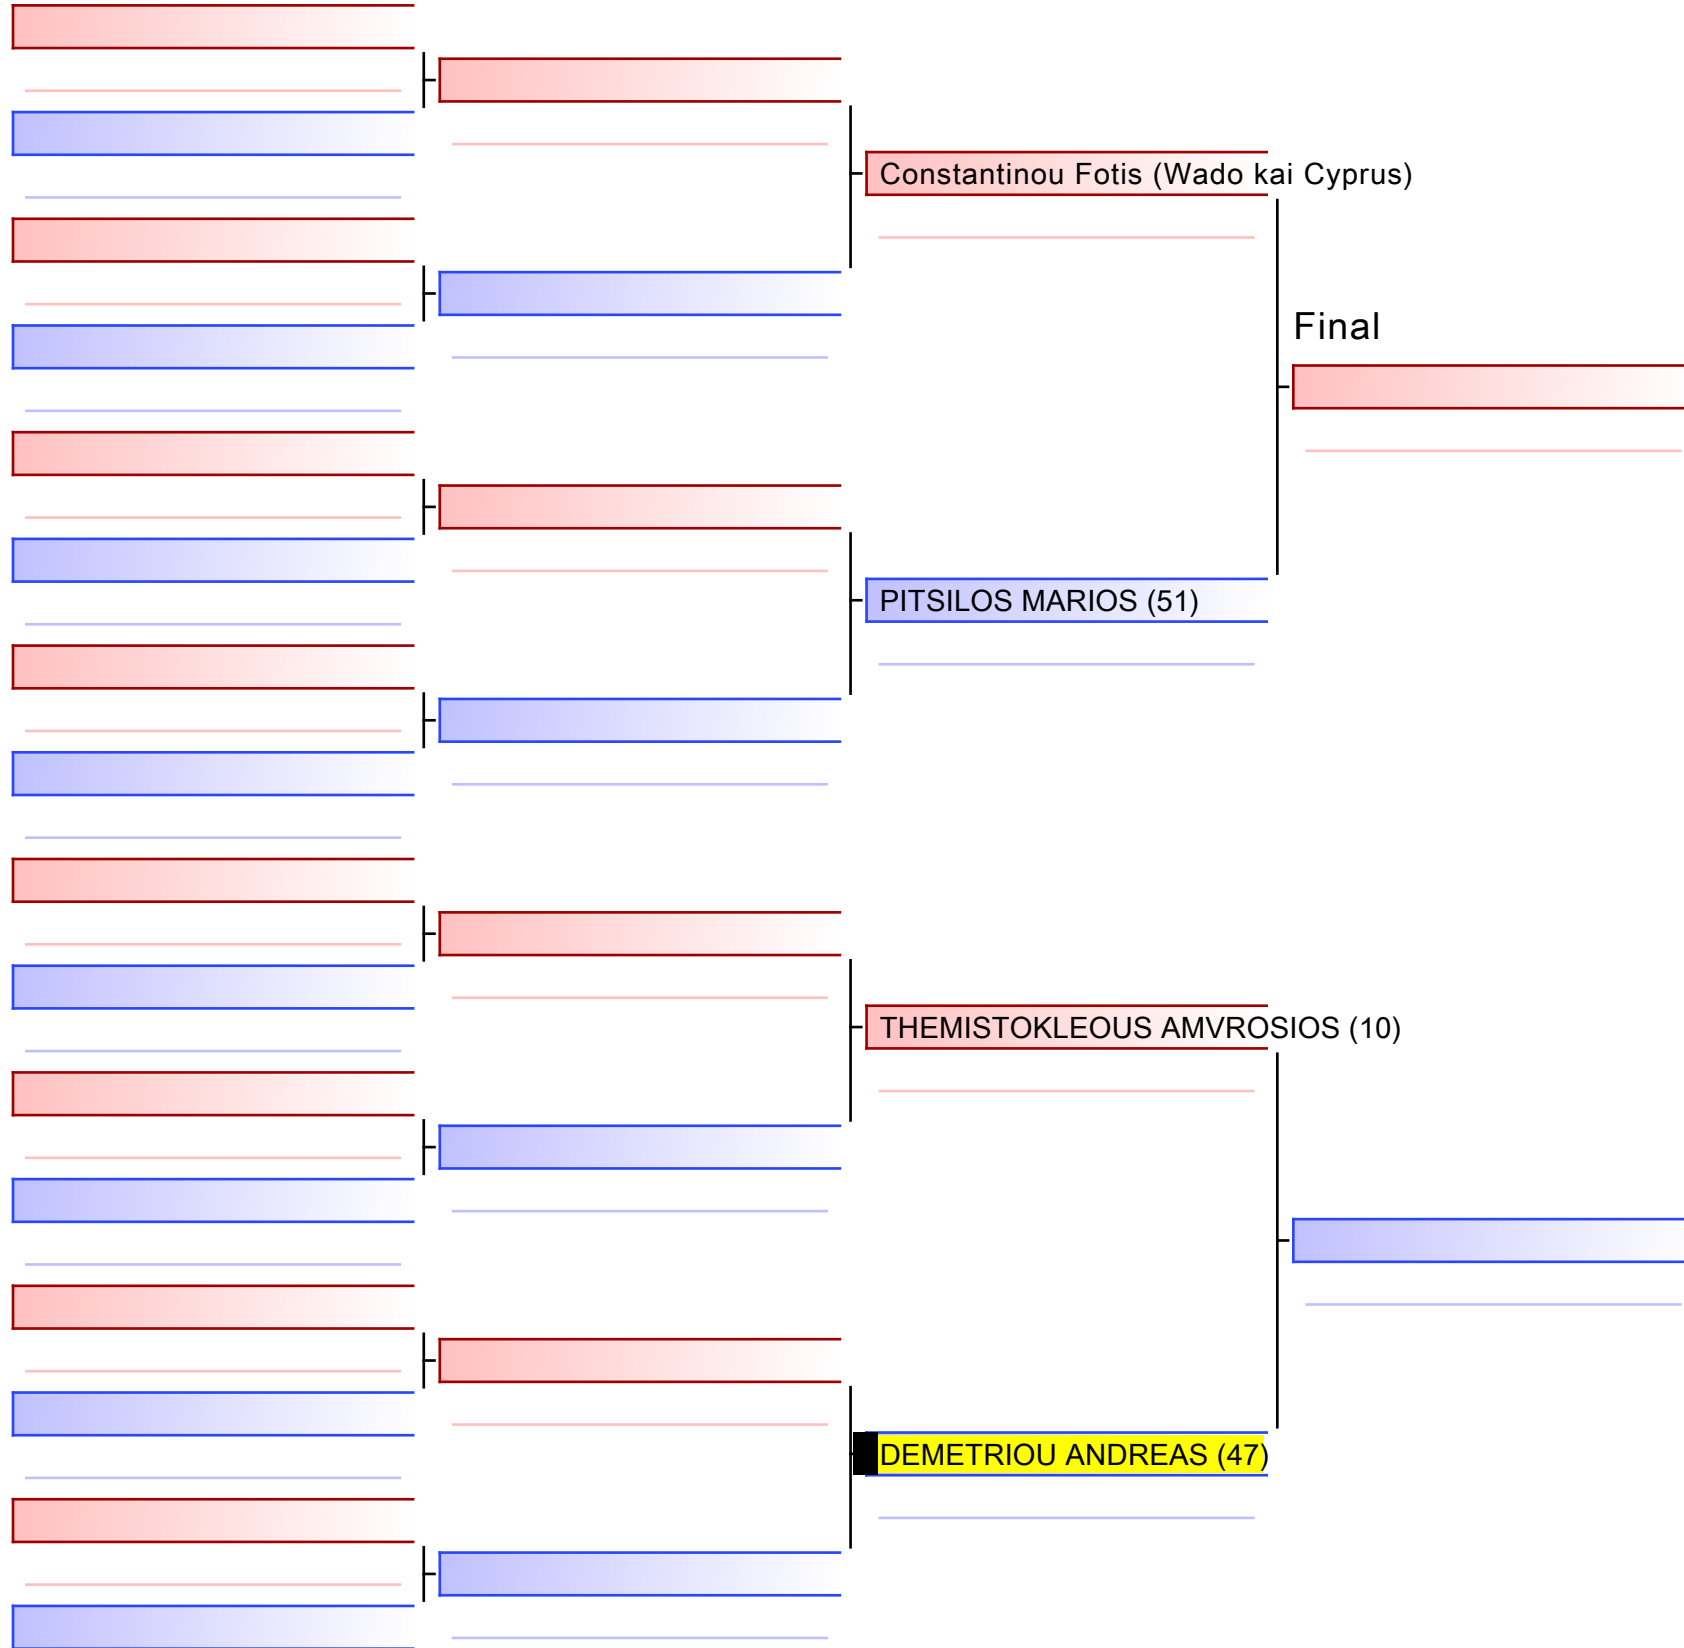 Constantinou Fotis (Wado kai Cyprus)
Final
PITSILOS MARIOS (51)
THEMISTOKLEOUS AMVROSIOS (10)
DEMETRIOU ANDREAS (47)